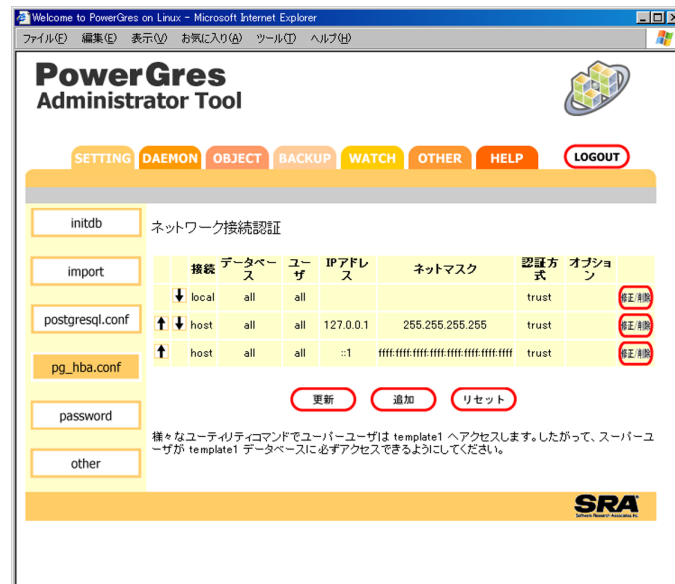 Welcome to PowerGres on Linux - Microsoft Internet Explorer
ファイル(F) 編集(E) 表示(V) お気に入り(A) ツール(T) ヘルプ(H)
PowerGres
Administrator Tool
SETTING DAEMON OBJECT BACKUP WATCH OTHER HELP LOGOUT
initdb
import
postgresql.conf
pg_hba.conf
password
other
ネットワーク接続認証
接続 データベース ユーザ IPアドレス ネットマスク 認証方式 オプション
local all all trust 修正/削除
host all all 127.0.0.1 255.255.255.255 trust 修正/削除
host all all ::1 ffff:ffff:ffff:ffff:ffff:ffff:ffff:ffff trust 修正/削除
更新 追加 リセット
様々なユーティリティコマンドでユーパーユーザは template1 へアクセスします。したがって、スーパーユ
ーザが template1 データベースに必ずアクセスできるようにしてください。
SRA
Software Research Associates, Inc.